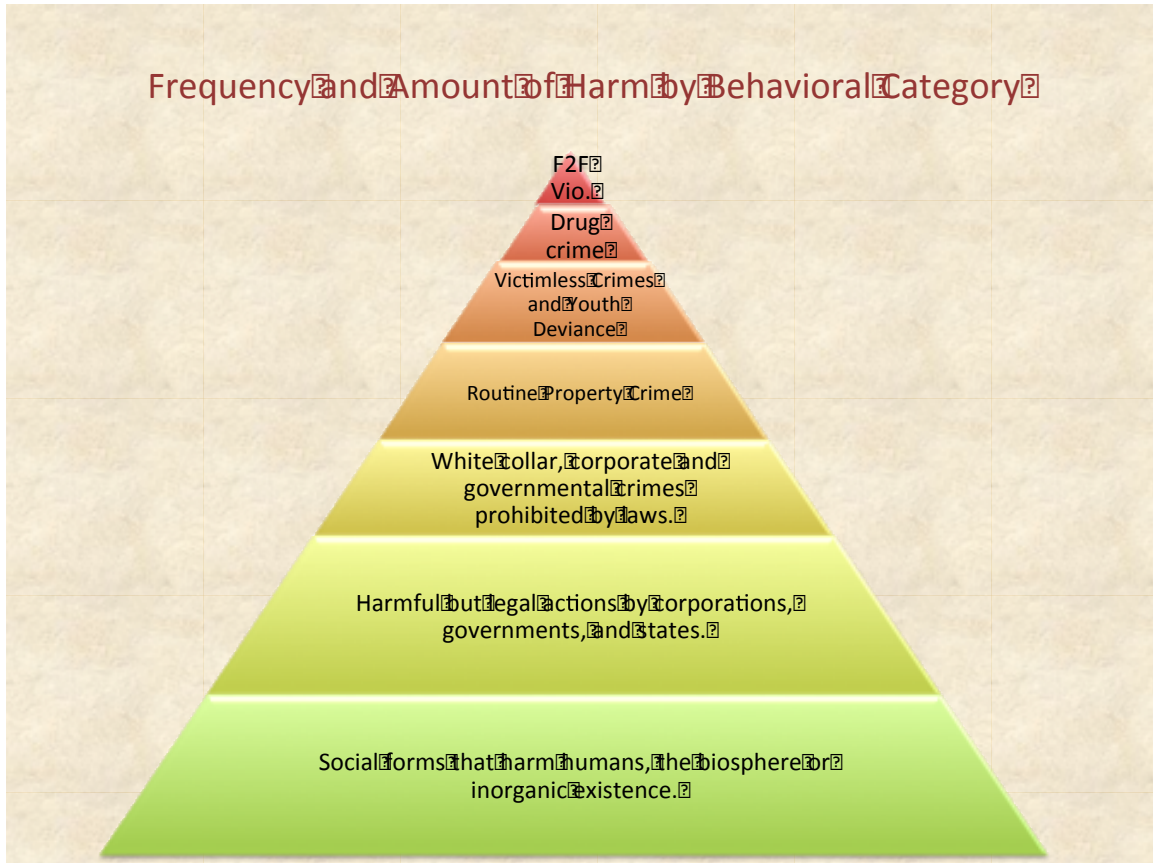 Frequency and Amount of Harm by Behavioral Category
F2F
Vio.
Drug
crime
Victimless Crimes
and Youth
Deviance
Routine Property Crime
White collar, corporate and
governmental crimes
prohibited by laws.
Harmful but legal actions by corporations,
governments, and states.
Social forms that harm humans, the biosphere or
inorganic existence.